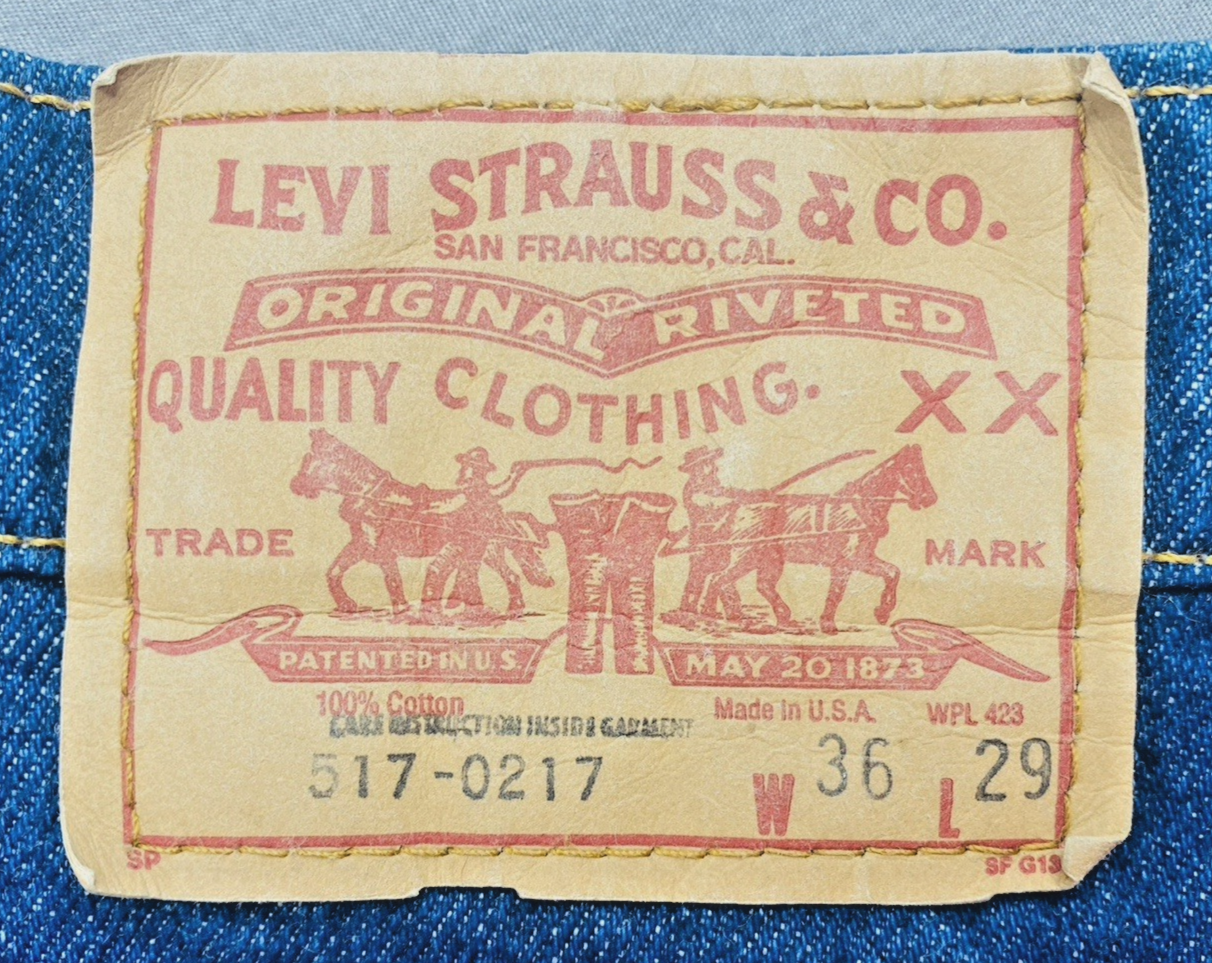 LEVI STRAUSS & CO.
SAN FRANCISCO, CAL.
ORIGINAL RIVETED
QUALITY CLOTHING. XX
TRADE MARK
PATENTED IN U.S. MAY 20 1873
100% Cotton Made in U.S.A. WPL 423
CARE INSTRUCTION INSIDE GARMENT
517-0217 W 36 L 29
SP SF G13